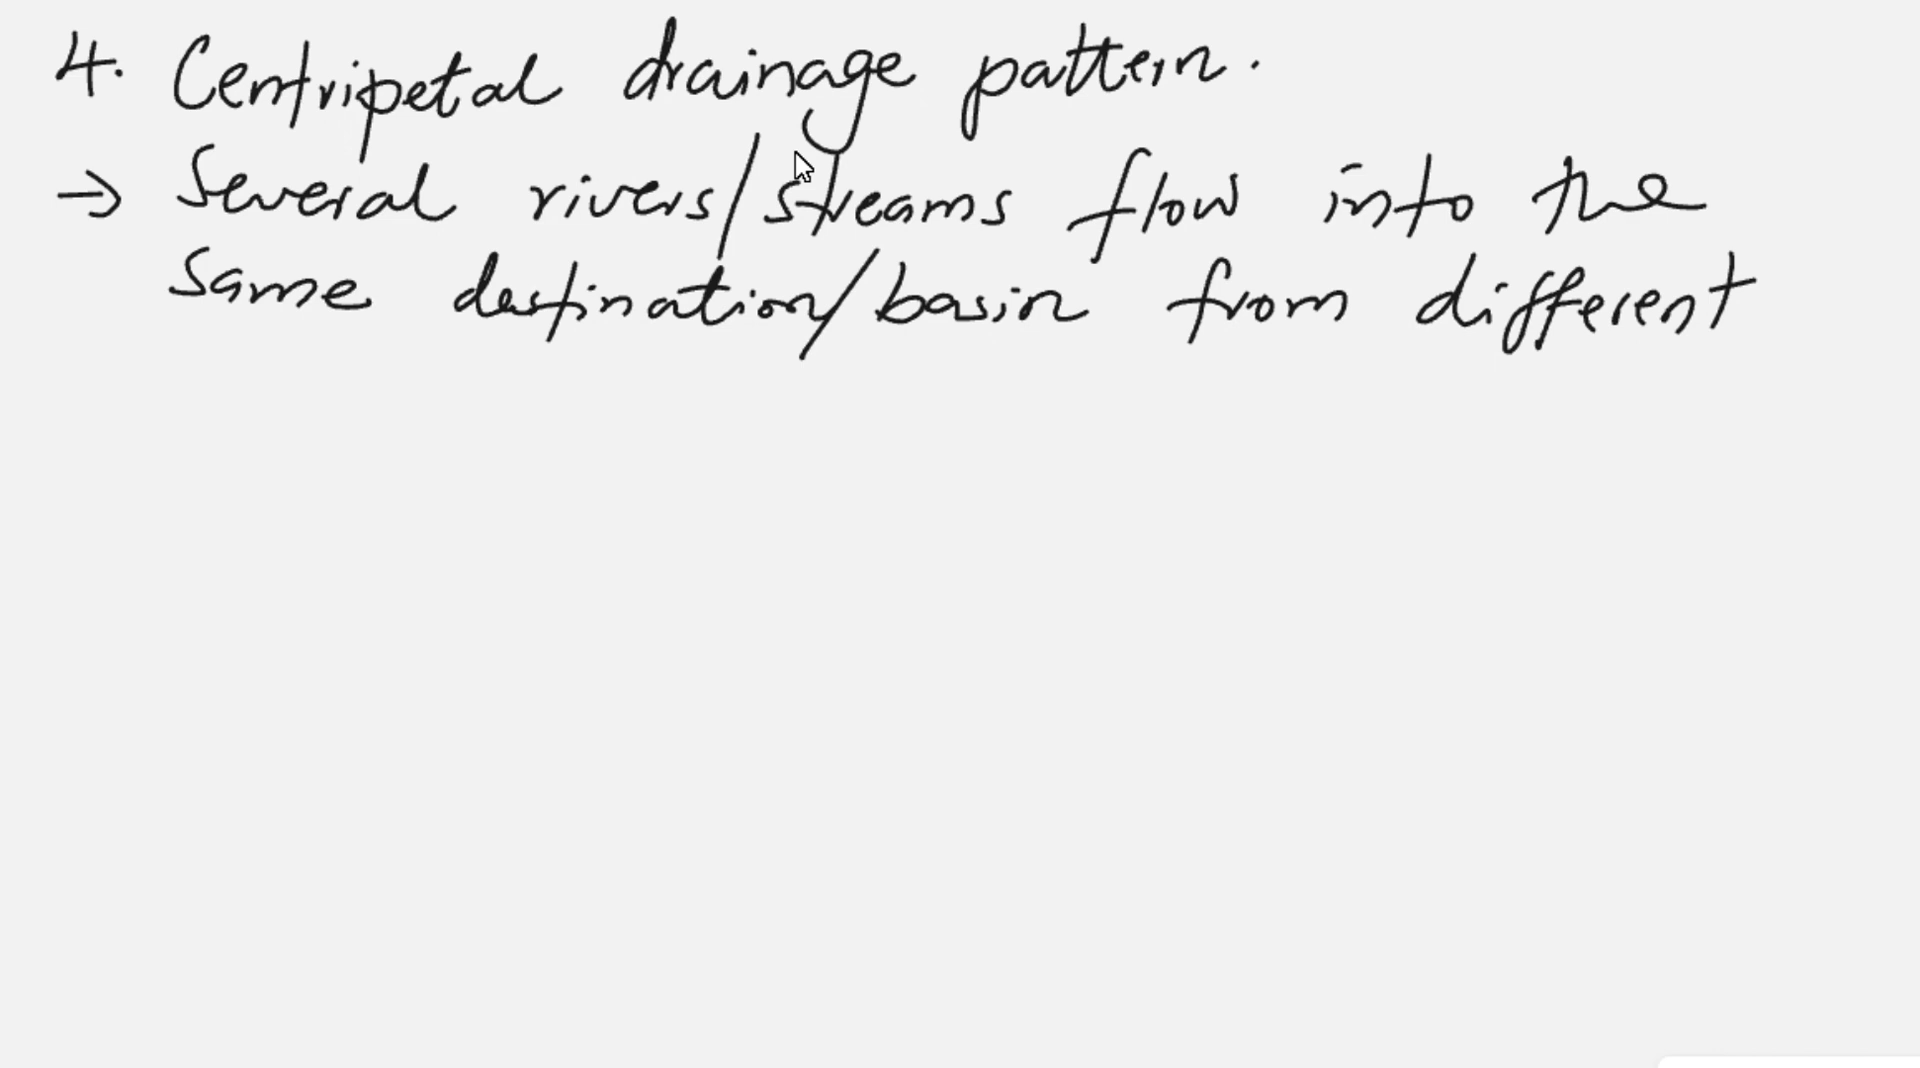 4. Centripetal drainage pattern.
→ Several rivers/streams flow into the
same destination/basin from different